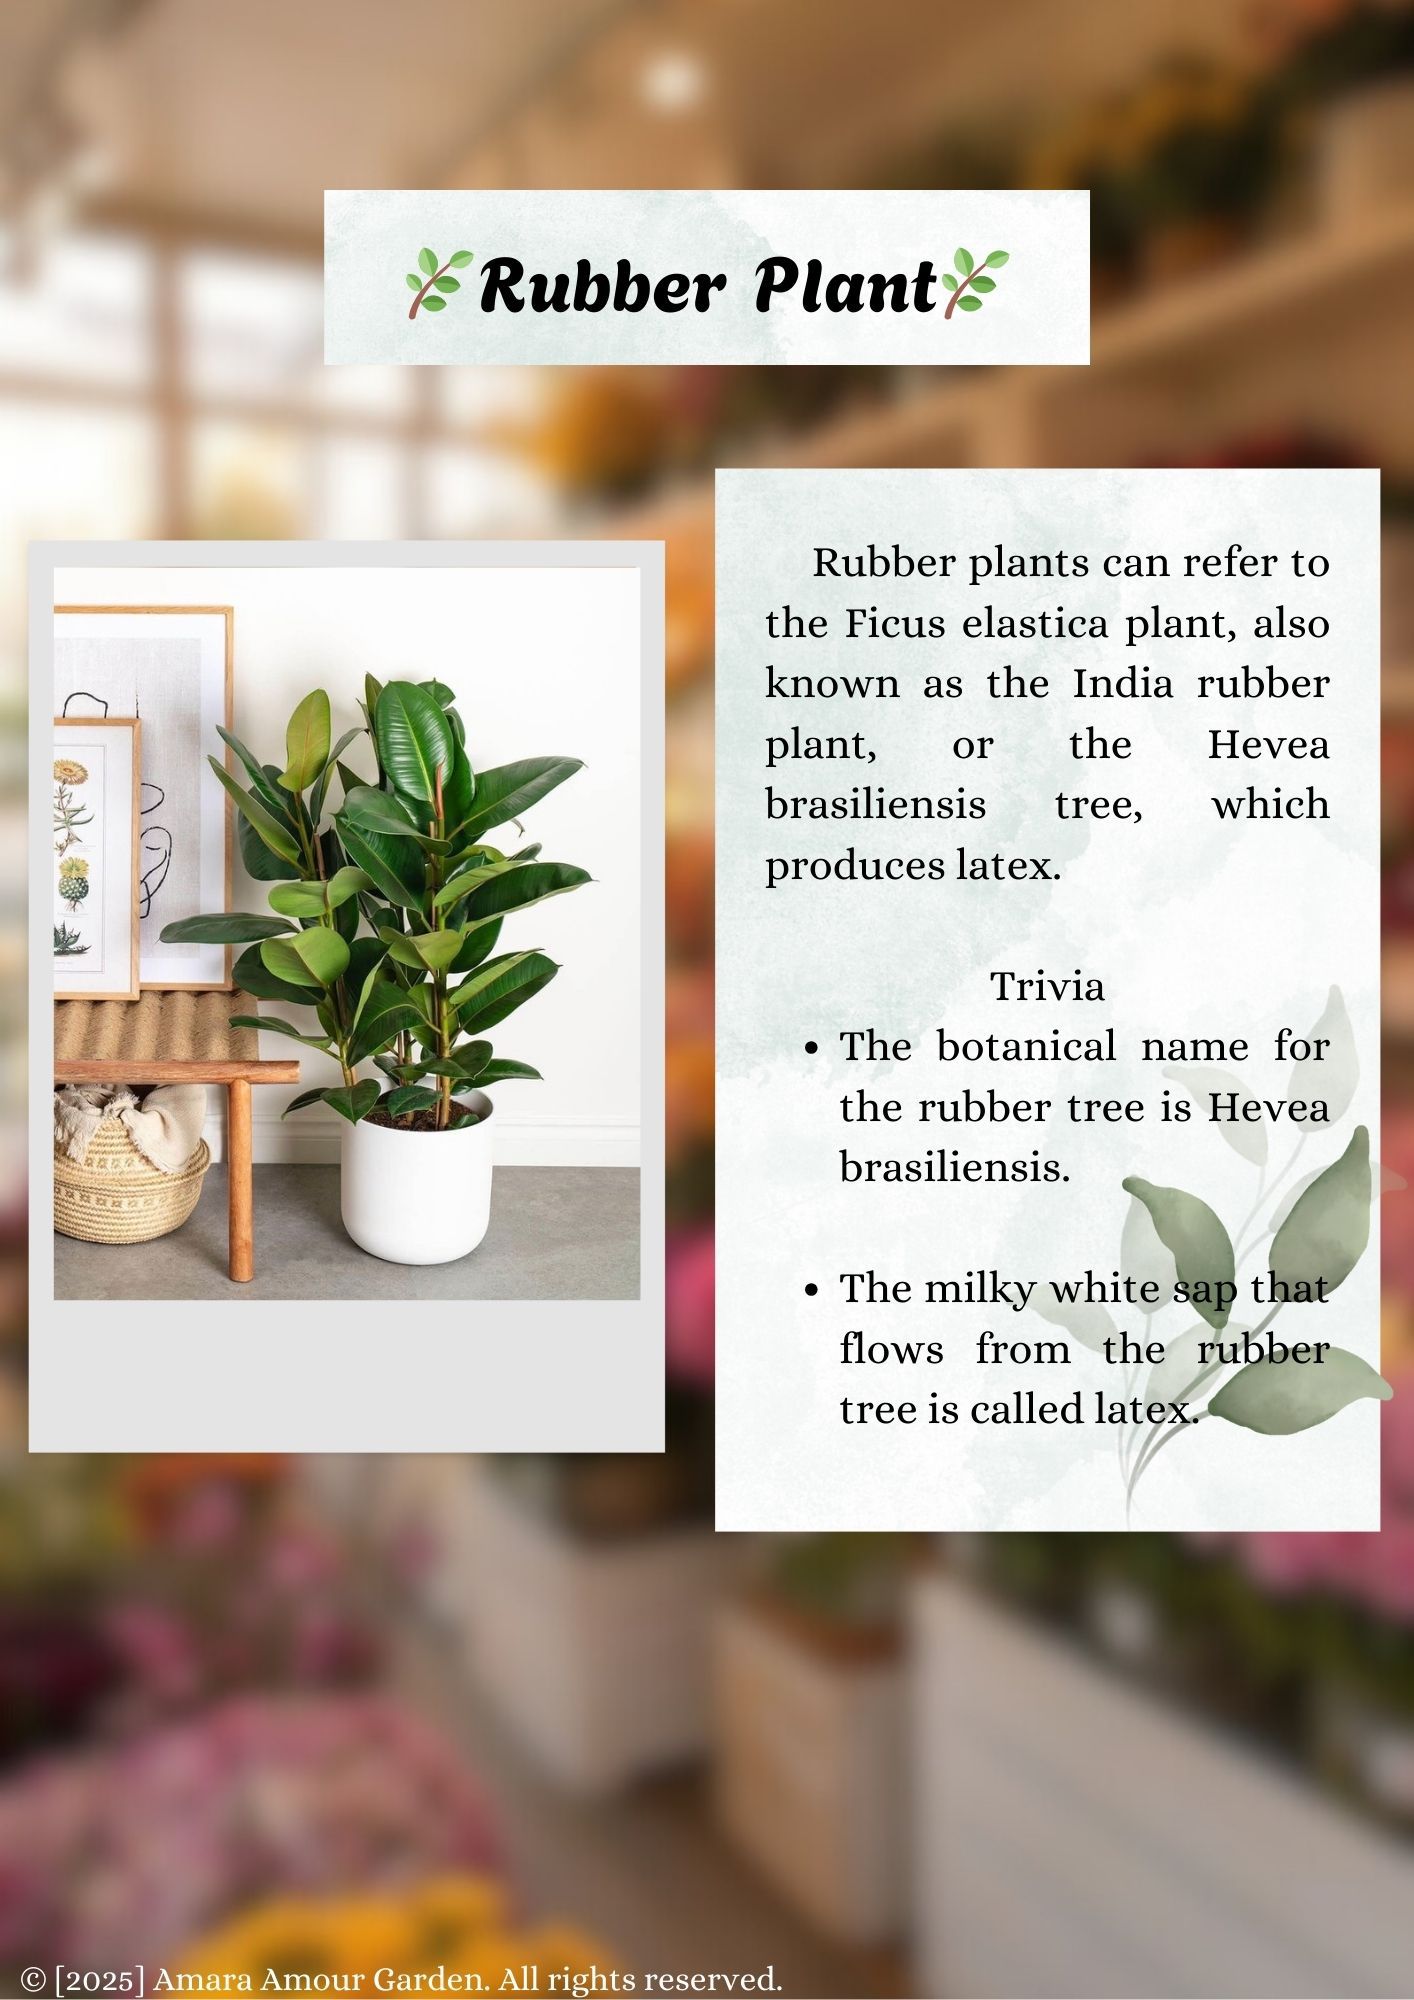 Rubber Plant
Rubber plants can refer to
the Ficus elastica plant, also
known as the India rubber
plant, or the Hevea
brasiliensis tree, which
produces latex.
Trivia
• The botanical name for
the rubber tree is Hevea
brasiliensis.
• The milky white sap that
flows from the rubber
tree is called latex.
© [2025] Amara Amour Garden. All rights reserved.